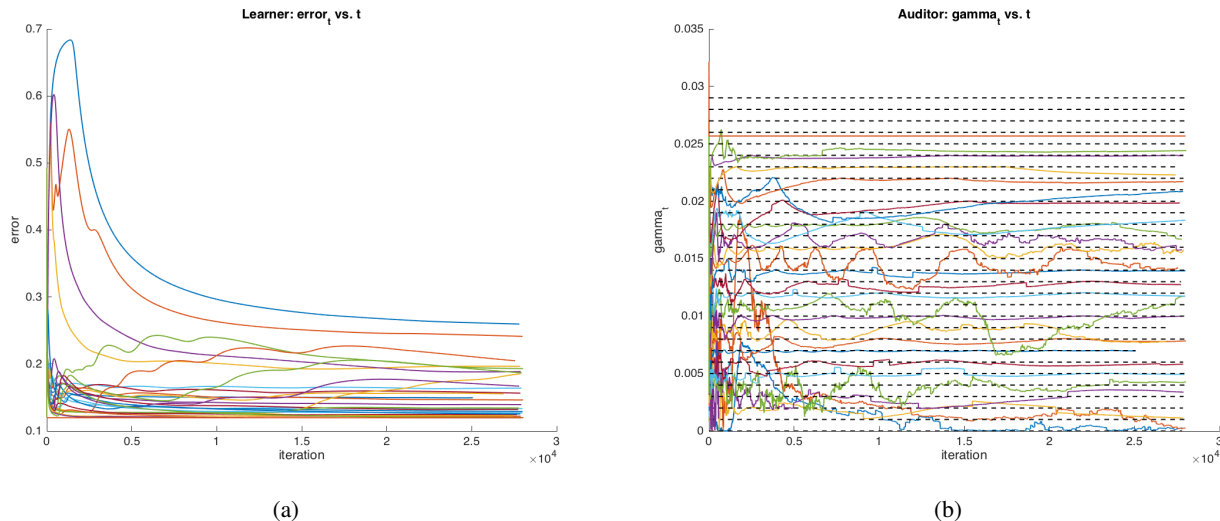 Learner: error_t vs. t
0.7
0.6
0.5
0.4
0.3
0.2
0.1
error
0 0.5 1 1.5 2 2.5 3
iteration
×10^4
(a)
Auditor: gamma_t vs. t
0.035
0.03
0.025
0.02
0.015
0.01
0.005
0
gamma_t
0 0.5 1 1.5 2 2.5 3
iteration
×10^4
(b)